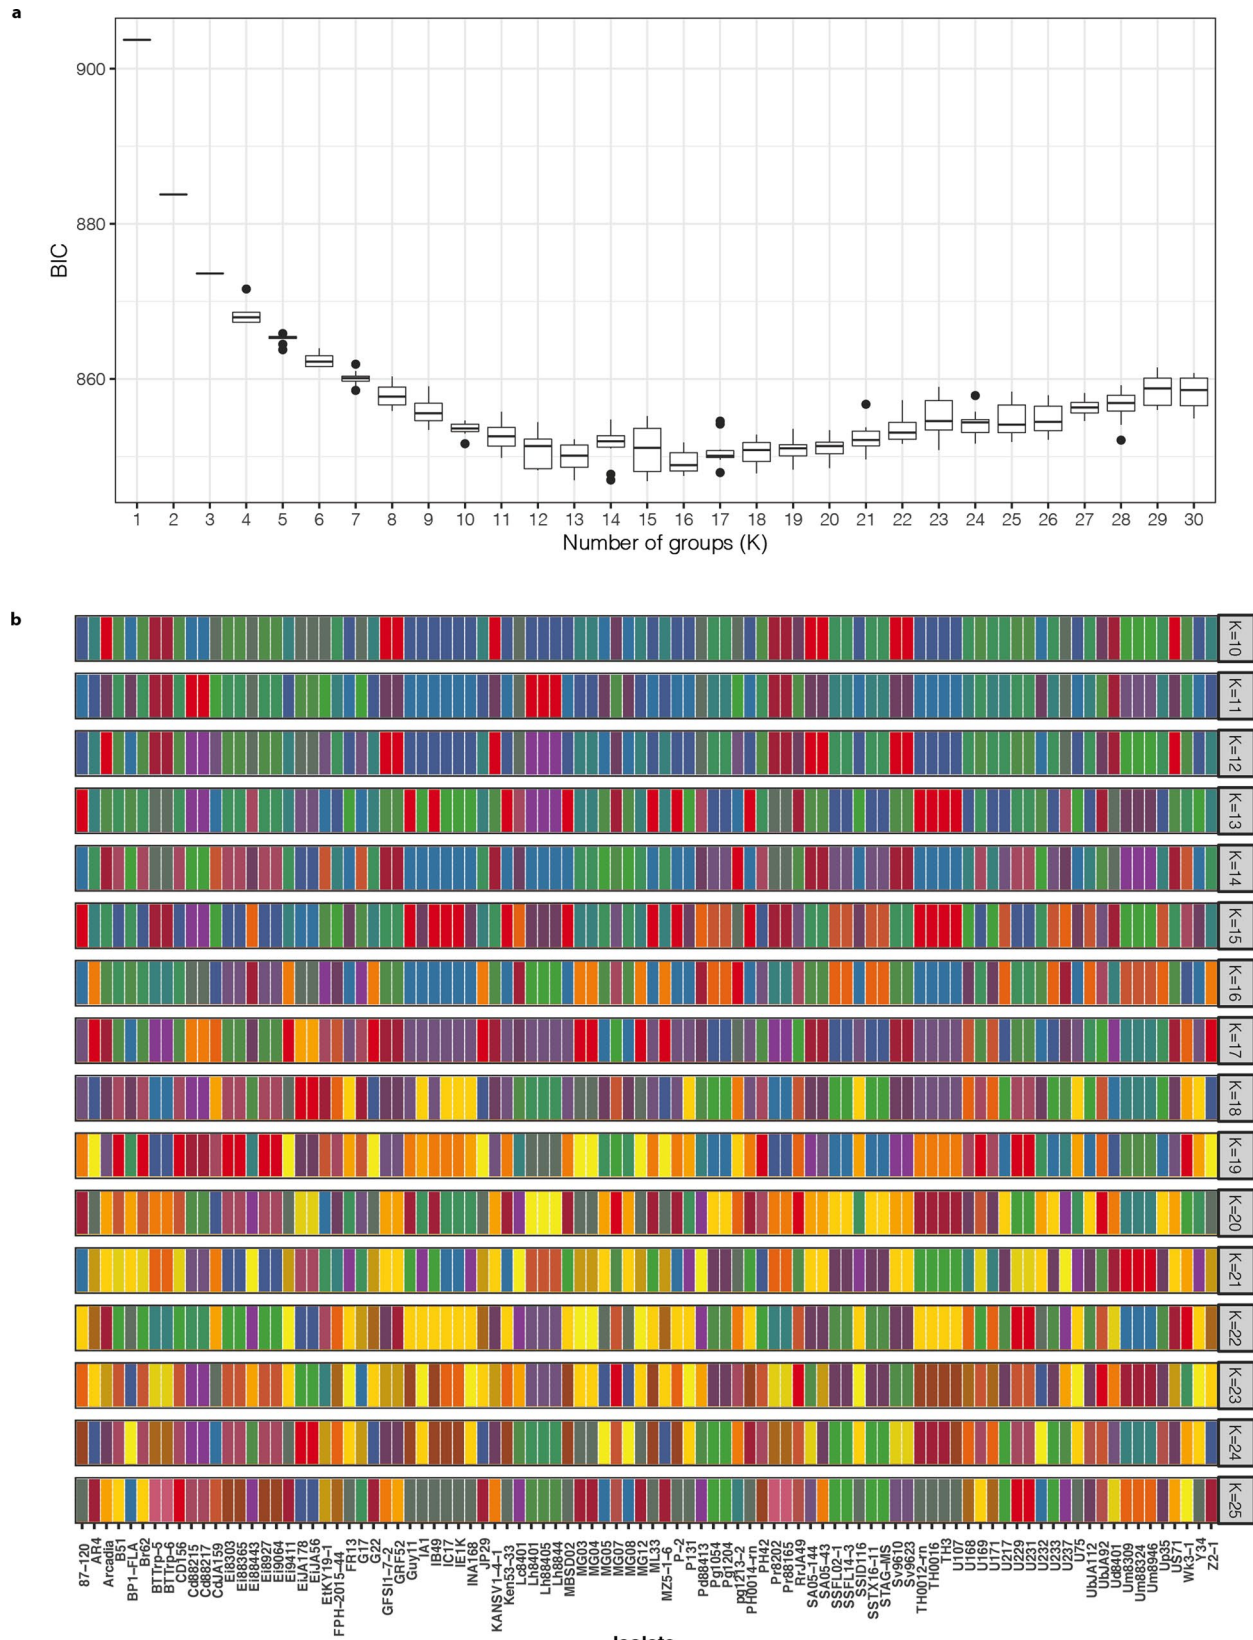 a
900
880
860
BIC
1 2 3 4 5 6 7 8 9 10 11 12 13 14 15 16 17 18 19 20 21 22 23 24 25 26 27 28 29 30
Number of groups (K)
b
K=10
K=11
K=12
K=13
K=14
K=15
K=16
K=17
K=18
K=19
K=20
K=21
K=22
K=23
K=24
K=25
87-120
AR4
Arcadia
B51
BP1-FLA
Br62
BTTrp-5
BTTrp-6
CD156
Cd88215
Cd88217
CdJA159
Ei8303
Ei88365
Ei88443
Ei8927
Ei9064
Ei9411
EiJA178
EiJA56
EtKY19-1
FPH-2015-44
FR13
G17
G22
GFSI1-7-2
GRF52
Guy11
IA1
IB49
IC17
IE1K
INA168
JP29
KANSV1-4-1
Ken53-33
Lc8401
Lh8401
Lh88405
Lh8844
MBSD02
MG03
MG04
MG05
MG07
MG08
MG12
ML33
MZ5-1-6
P-2
P131
Pd88413
Pg1054
Pg1204
pg1213-2
PH0014-rn
PH42
Pr8202
Pr88165
RnJA49
SA05-144
SA05-43
SSFL02-1
SSFL14-3
SSID116
SSTX16-11
STAG-MS
Sv9610
Sv9623
TH0012-rn
TH0016
TH3
U107
U168
U169
U171
U217
U229
U231
U232
U233
U237
U75
UbJA112
UbJA92
Ud8401
Um8309
Um88324
Um8946
Uo35
US71
Wk3-1
Y34
Z2-1